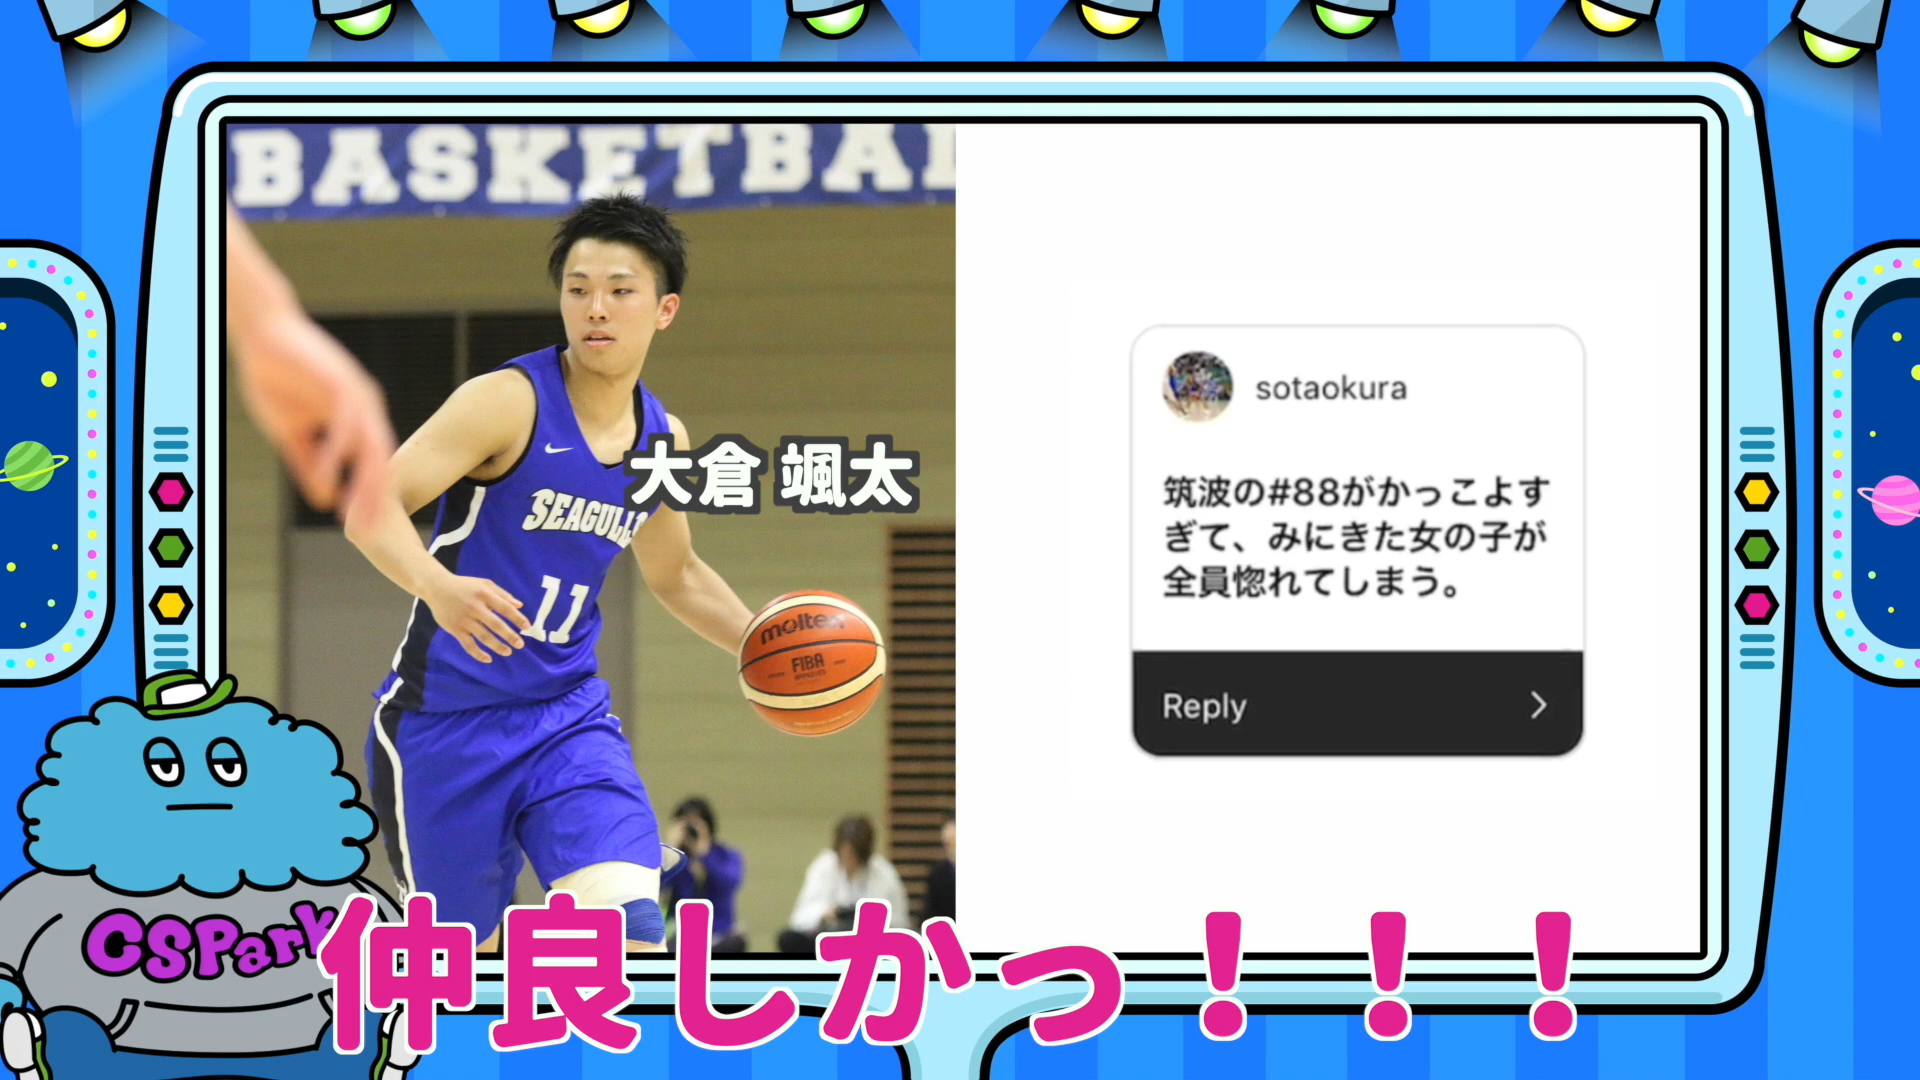 BASKETBAL
大倉 颯太
SEAGULLS
11
molten
FIBA
sotaokura
筑波の#88がかっこよす
ぎて、みにきた女の子が
全員惚れてしまう。
Reply
CSPark
仲良しかっ！！！